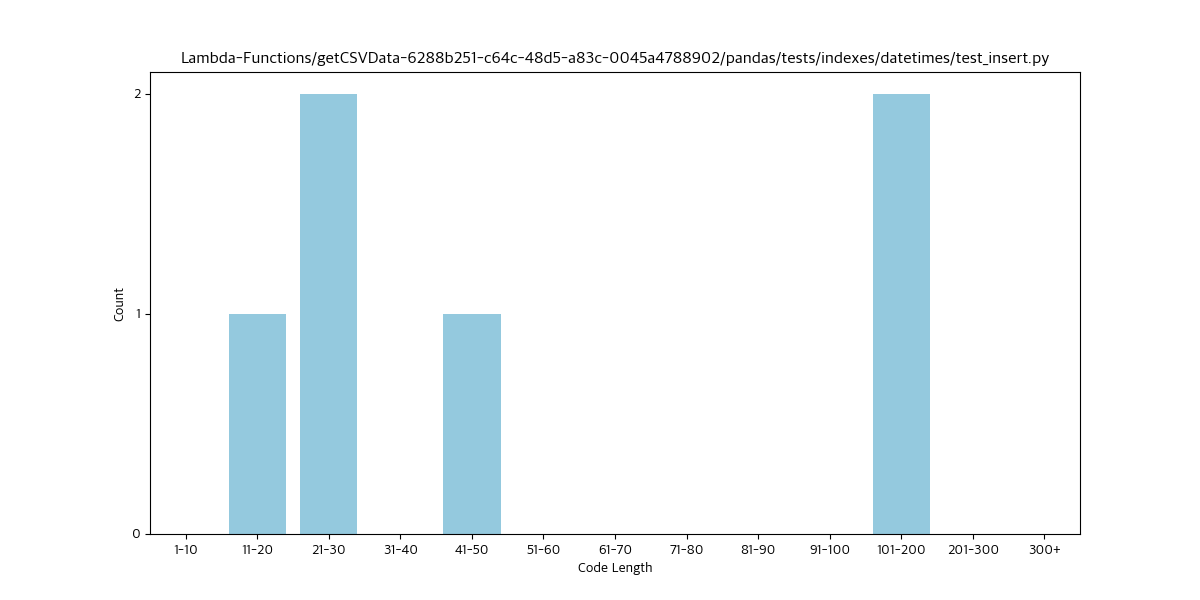 Lambda-Functions/getCSVData-6288b251-c64c-48d5-a83c-0045a4788902/pandas/tests/indexes/datetimes/test_insert.py
2
1
0
Count
1-10 11-20 21-30 31-40 41-50 51-60 61-70 71-80 81-90 91-100 101-200 201-300 300+
Code Length